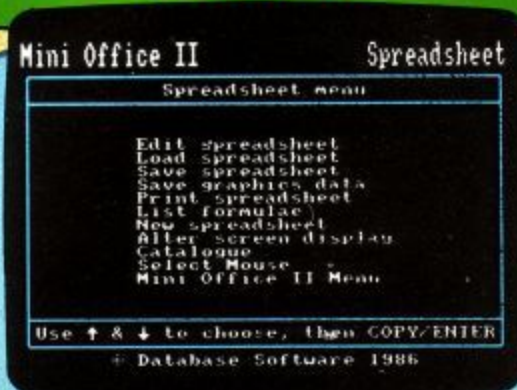 Mini Office II Spreadsheet
Spreadsheet menu
Edit spreadsheet
Load spreadsheet
Save spreadsheet
Save graphics data
Print spreadsheet
List formulae
New spreadsheet
Alter screen display
Catalogue
Select Mouse
Mini Office II Menu
Use ↑ & ↓ to choose, then COPY/ENTER
Database Software 1986